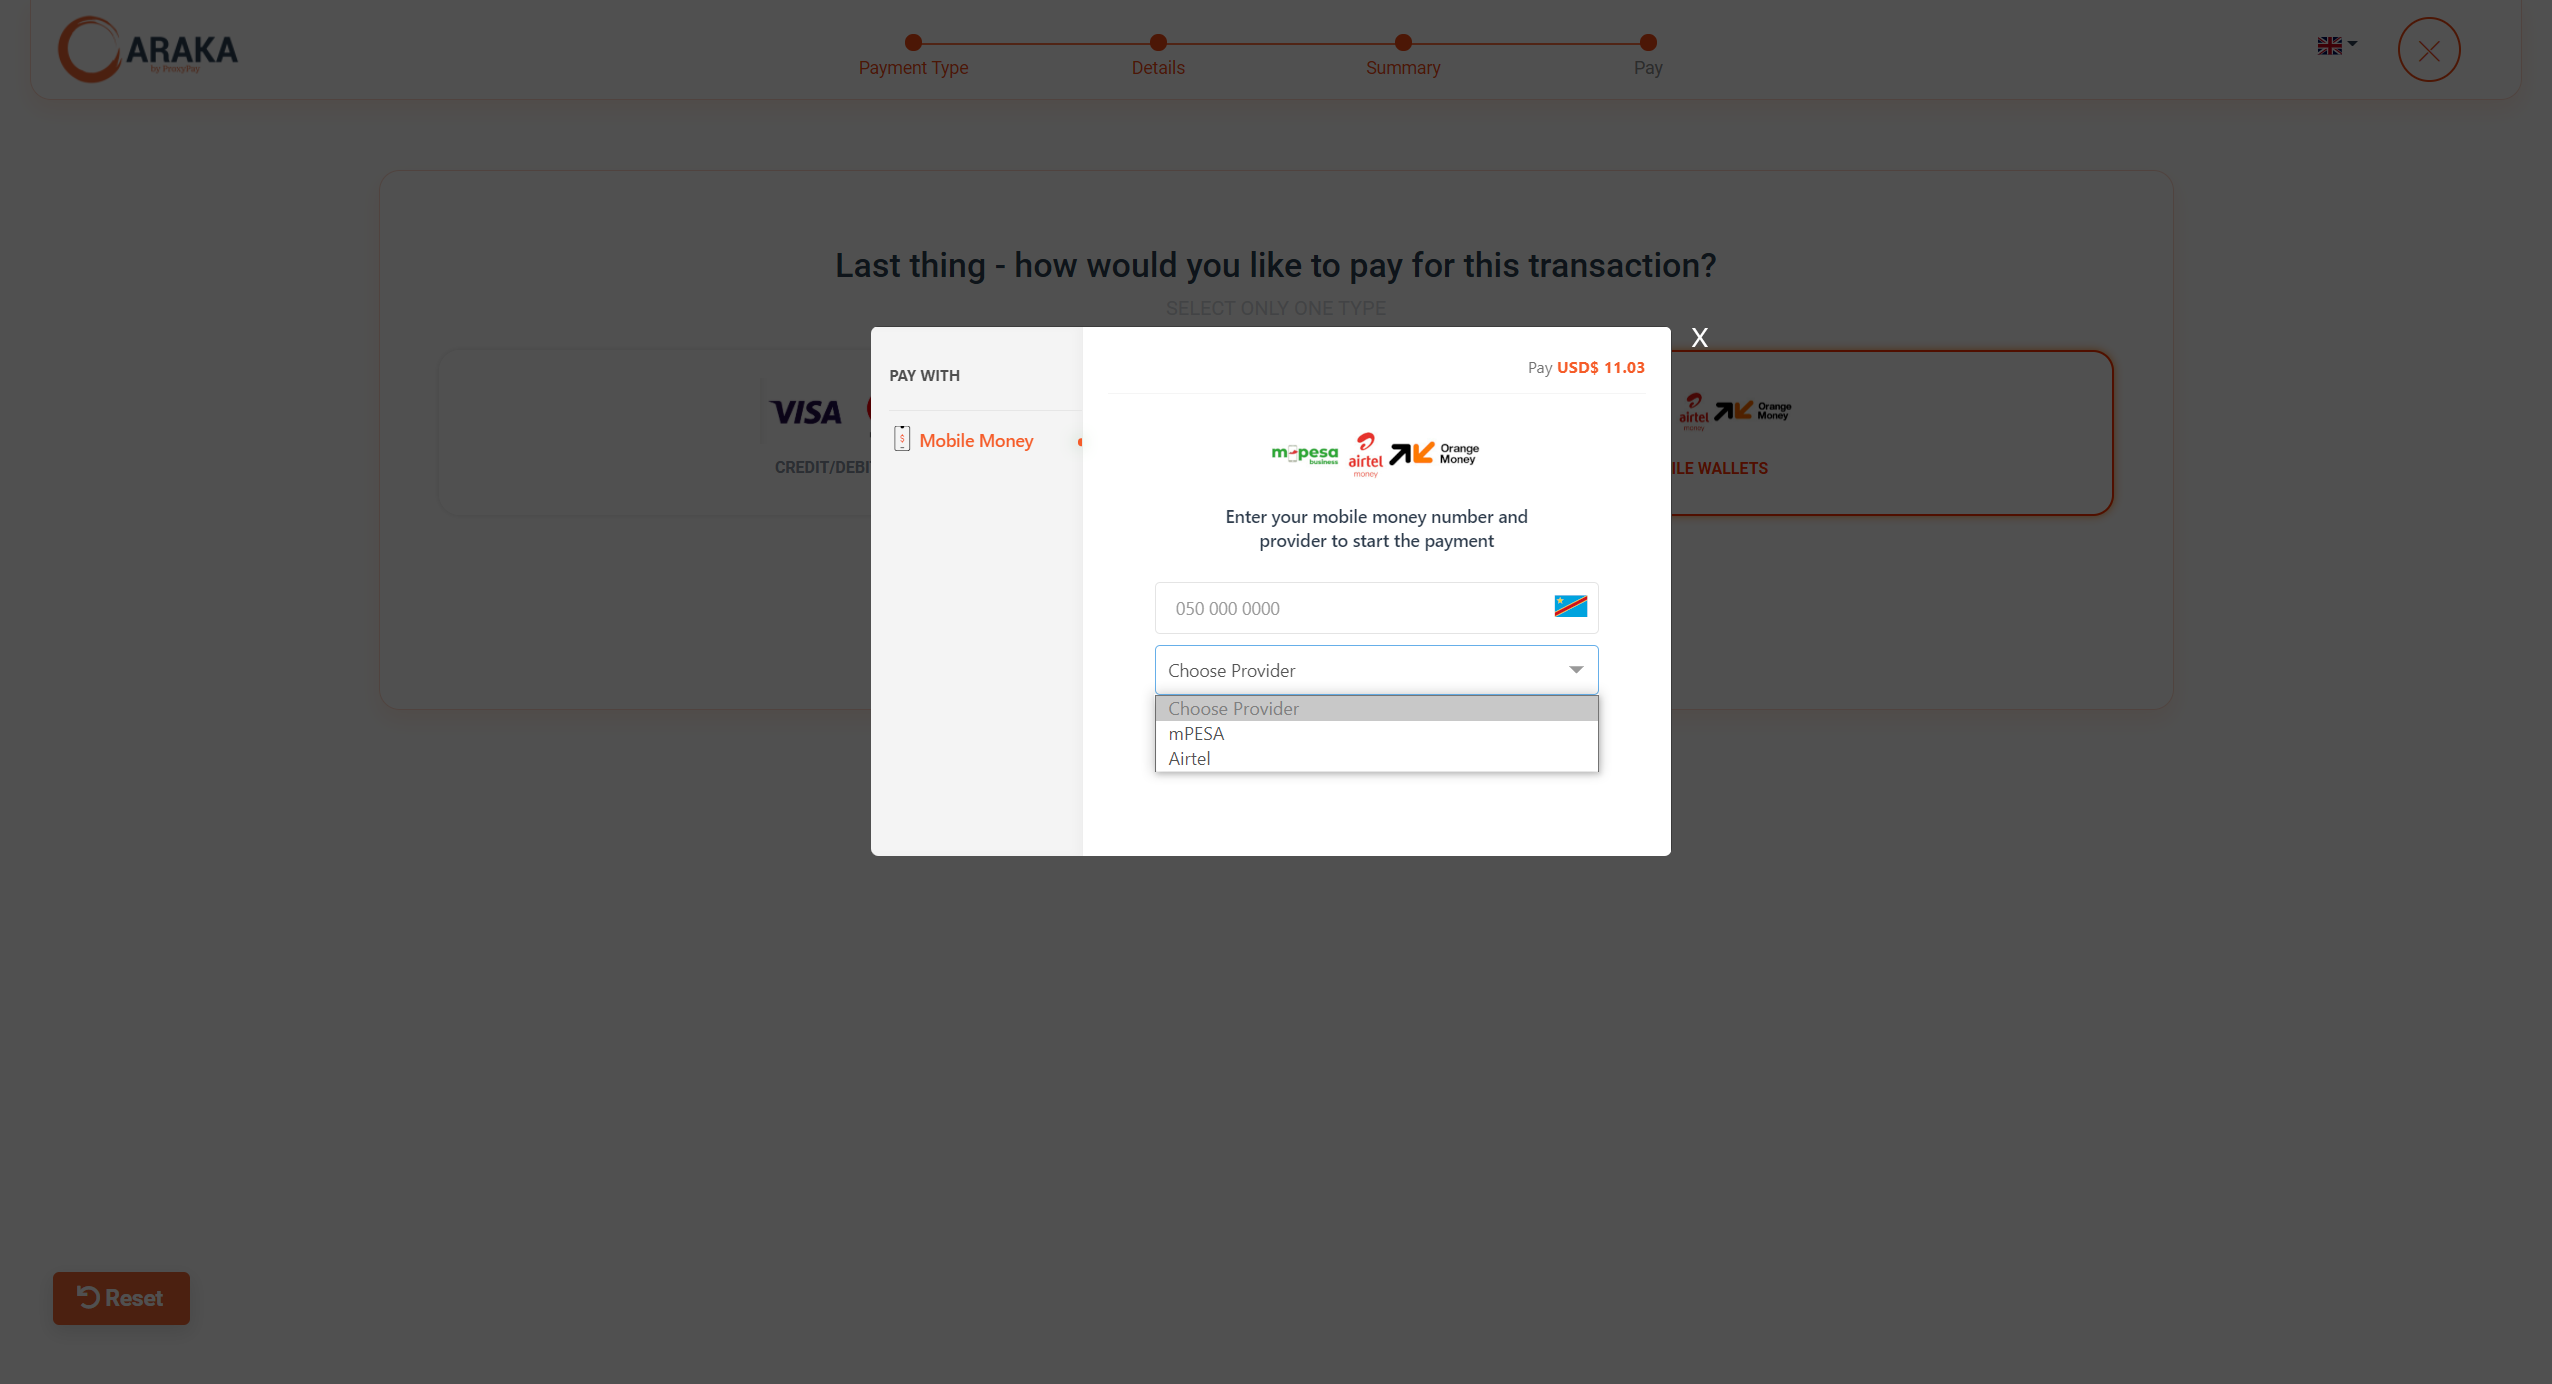 ARAKA
by ProxyPay
Payment Type
Details
Summary
Pay
Last thing - how would you like to pay for this transaction?
SELECT ONLY ONE TYPE
X
PAY WITH
Pay USD$ 11.03
VISA
airtel
money
Orange
Money
Mobile Money
m-pesa
business
airtel
money
Orange
Money
CREDIT/DEBI
ILE WALLETS
Enter your mobile money number and
provider to start the payment
050 000 0000
Choose Provider
Choose Provider
mPESA
Airtel
Reset